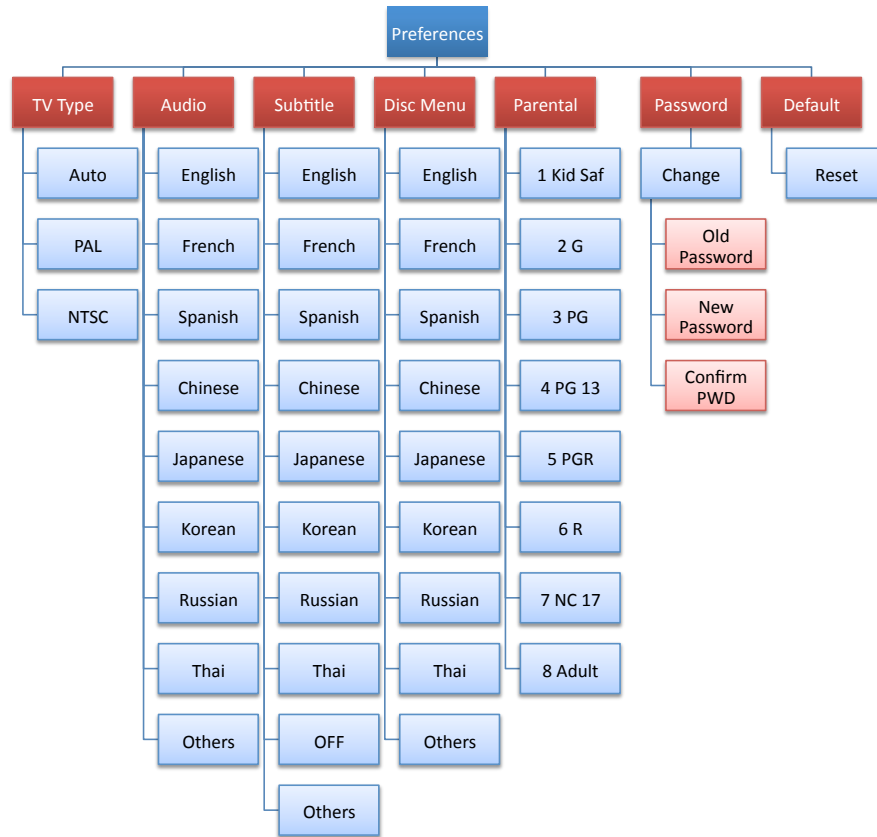 Preferences
TV Type
Audio
Subtitle
Disc Menu
Parental
Password
Default
Auto
English
English
English
1 Kid Saf
Change
Reset
PAL
French
French
French
2 G
Old
Password
NTSC
Spanish
Spanish
Spanish
3 PG
New
Password
Chinese
Chinese
Chinese
4 PG 13
Confirm
PWD
Japanese
Japanese
Japanese
5 PGR
Korean
Korean
Korean
6 R
Russian
Russian
Russian
7 NC 17
Thai
Thai
Thai
8 Adult
Others
OFF
Others
Others